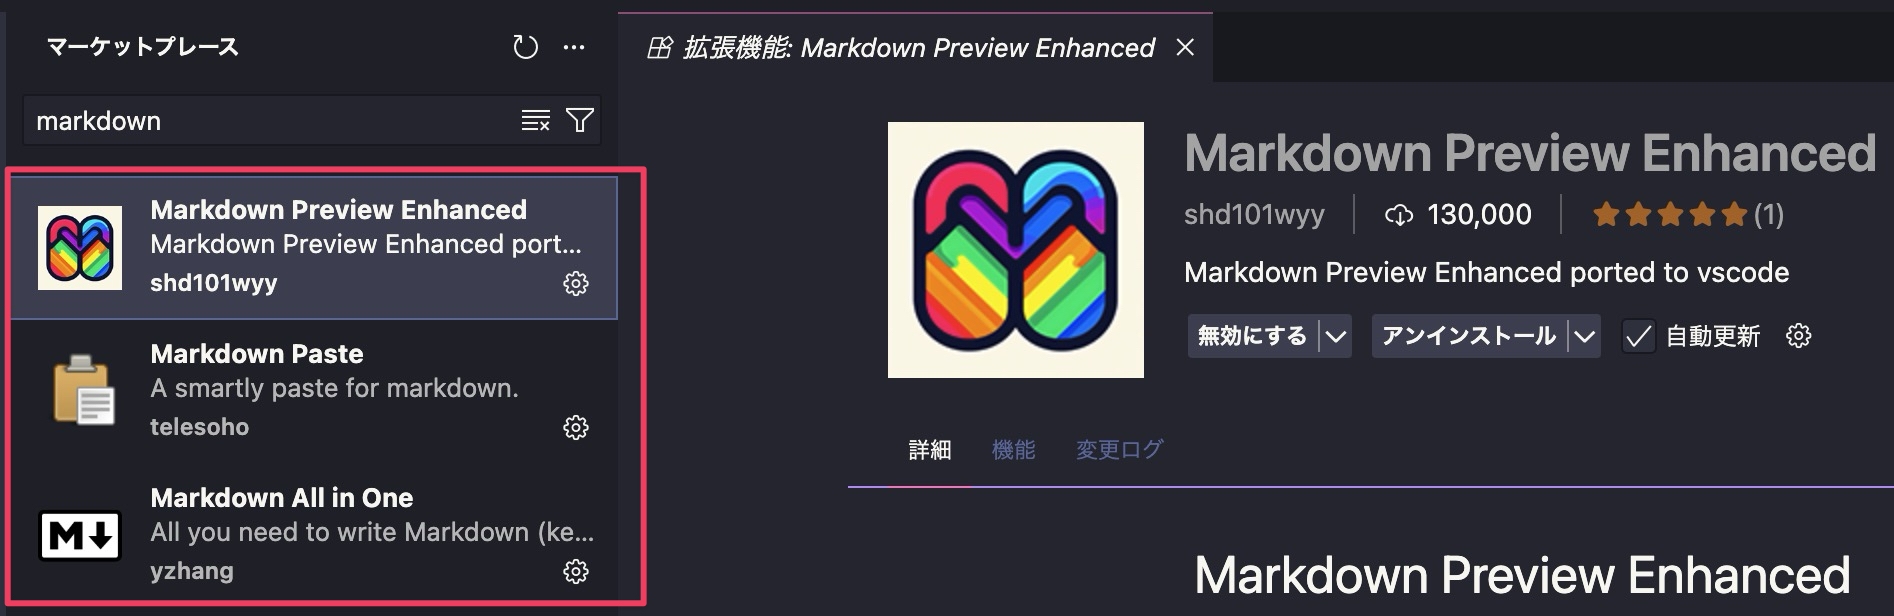 マーケットプレース
markdown
Markdown Preview Enhanced
Markdown Preview Enhanced port...
shd101wyy
Markdown Paste
A smartly paste for markdown.
telesoho
M↓
Markdown All in One
All you need to write Markdown (ke...
yzhang
拡張機能: Markdown Preview Enhanced
Markdown Preview Enhanced
shd101wyy
130,000
(1)
Markdown Preview Enhanced ported to vscode
無効にする
アンインストール
自動更新
詳細
機能
変更ログ
Markdown Preview Enhanced